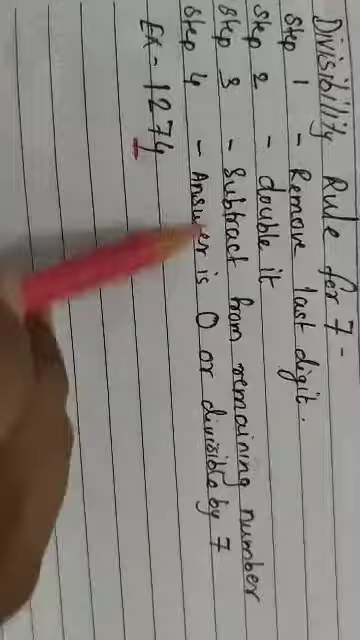 Divisibility Rule for 7 -
Step 1 - Remove last digit.
Step 2 - double it
Step 3 - Subtract from remaining number
Step 4 - Answer is 0 or divisible by 7
Ex - 1274